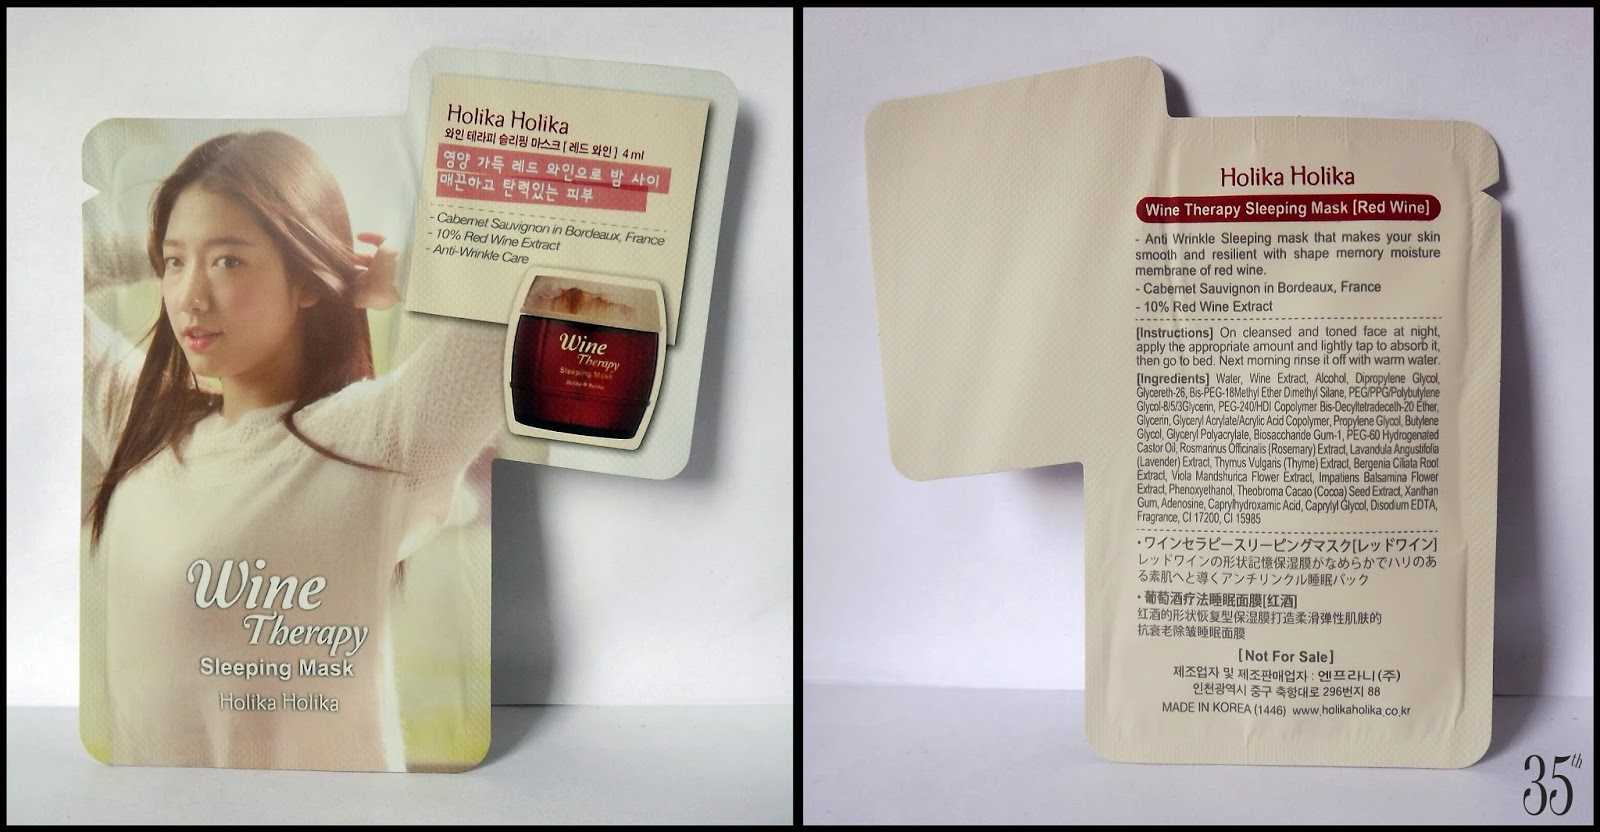 Holika Holika
와인 테라피 슬리핑 마스크 [ 레드 와인 ] 4 ml
영양 가득 레드 와인으로 밤 사이
매끈하고 탄력있는 피부
- Cabernet Sauvignon in Bordeaux, France
- 10% Red Wine Extract
- Anti-Wrinkle Care
Wine
Therapy
Sleeping Mask
Holika Holika
Wine
Therapy
Sleeping Mask
Holika Holika
Holika Holika
Wine Therapy Sleeping Mask [Red Wine]
- Anti Wrinkle Sleeping mask that makes your skin
smooth and resilient with shape memory moisture
membrane of red wine.
- Cabernet Sauvignon in Bordeaux, France
- 10% Red Wine Extract
[Instructions] On cleansed and toned face at night,
apply the appropriate amount and lightly tap to absorb it,
then go to bed. Next morning rinse it off with warm water.
[Ingredients] Water, Wine Extract, Alcohol, Dipropylene Glycol,
Glycereth-26, Bis-PEG-18Methyl Ether Dimethyl Silane, PEG/PPG/Polybutylene
Glycol-8/5/3Glycerin, PEG-240/HDI Copolymer Bis-Decyltetradeceth-20 Ether,
Glycerin, Glyceryl Acrylate/Acrylic Acid Copolymer, Propylene Glycol, Butylene
Glycol, Glyceryl Polyacrylate, Biosaccharide Gum-1, PEG-60 Hydrogenated
Castor Oil, Rosmarinus Officinalis (Rosemary) Extract, Lavandula Angustifolia
(Lavender) Extract, Thymus Vulgaris (Thyme) Extract, Bergenia Ciliata Root
Extract, Viola Mandshurica Flower Extract, Impatiens Balsamina Flower
Extract, Phenoxyethanol, Theobroma Cacao (Cocoa) Seed Extract, Xanthan
Gum, Adenosine, Caprylhydroxamic Acid, Caprylyl Glycol, Disodium EDTA,
Fragrance, CI 17200, CI 15985
・ワインセラピースリーピングマスク[レッドワイン]
レッドワインの形状記憶保湿膜がなめらかでハリのあ
る素肌へと導くアンチリンクル睡眠パック
・葡萄酒疗法睡眠面膜[红酒]
红酒的形状恢复型保湿膜打造柔滑弹性肌肤的
抗衰老除皱睡眠面膜
[Not For Sale]
제조업자 및 제조판매업자 : 엔프라니(주)
인천광역시 중구 축항대로 296번지 88
MADE IN KOREA (1446) www.holikaholika.co.kr
35th